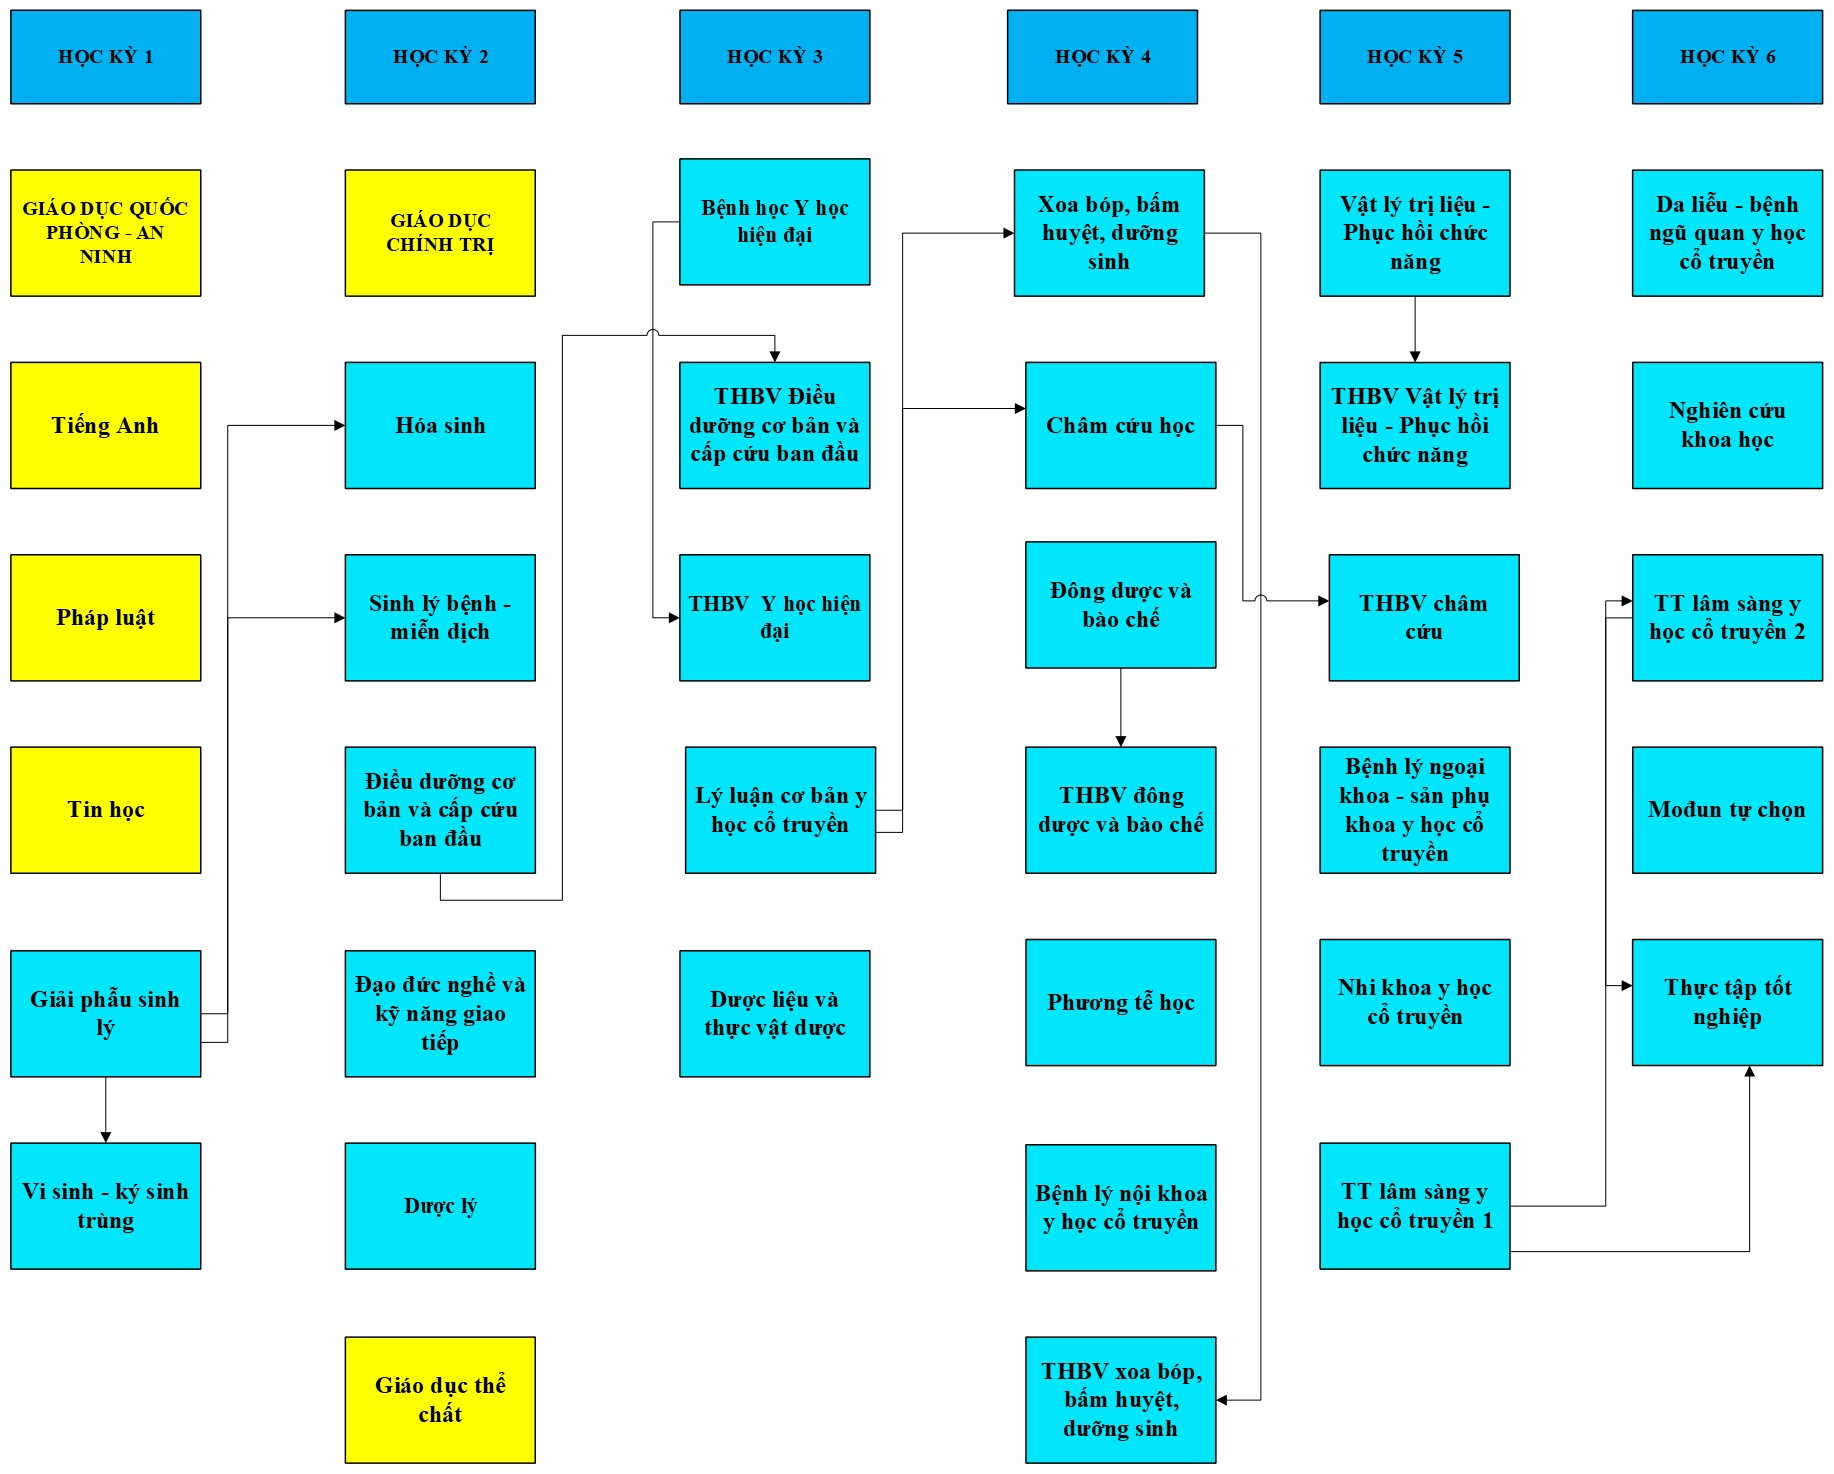 HỌC KỲ 1
HỌC KỲ 2
HỌC KỲ 3
HỌC KỲ 4
HỌC KỲ 5
HỌC KỲ 6
GIÁO DỤC QUỐC
PHÒNG - AN
NINH
GIÁO DỤC
CHÍNH TRỊ
Bệnh học Y học
hiện đại
Xoa bóp, bấm
huyệt, dưỡng
sinh
Vật lý trị liệu -
Phục hồi chức
năng
Da liễu - bệnh
ngũ quan y học
cổ truyền
Tiếng Anh
Hóa sinh
THBV Điều
dưỡng cơ bản và
cấp cứu ban đầu
Châm cứu học
THBV Vật lý trị
liệu - Phục hồi
chức năng
Nghiên cứu
khoa học
Pháp luật
Sinh lý bệnh -
miễn dịch
THBV  Y học hiện
đại
Đông dược và
bào chế
THBV châm
cứu
TT lâm sàng y
học cổ truyền 2
Tin học
Điều dưỡng cơ
bản và cấp cứu
ban đầu
Lý luận cơ bản y
học cổ truyền
THBV đông
dược và bào chế
Bệnh lý ngoại
khoa - sản phụ
khoa y học cổ
truyền
Mođun tự chọn
Giải phẫu sinh
lý
Đạo đức nghề và
kỹ năng giao
tiếp
Dược liệu và
thực vật dược
Phương tễ học
Nhi khoa y học
cổ truyền
Thực tập tốt
nghiệp
Vi sinh - ký sinh
trùng
Dược lý
Bệnh lý nội khoa
y học cổ truyền
TT lâm sàng y
học cổ truyền 1
Giáo dục thể
chất
THBV xoa bóp,
bấm huyệt,
dưỡng sinh